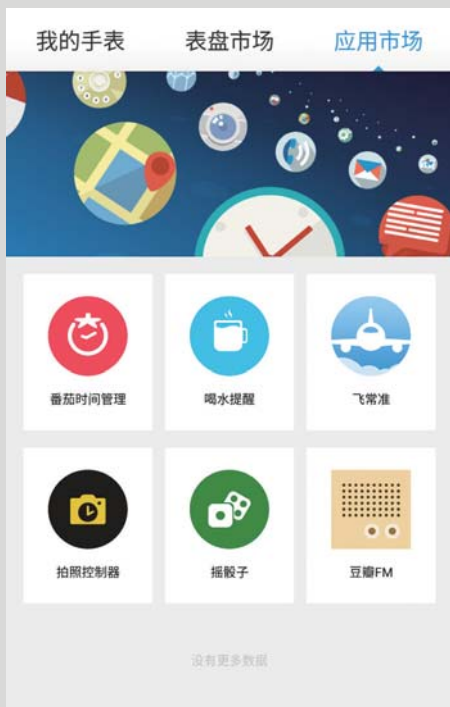 我的手表 表盘市场 应用市场
番茄时间管理 喝水提醒 飞常准
拍照控制器 摇骰子 豆瓣FM
没有更多数据